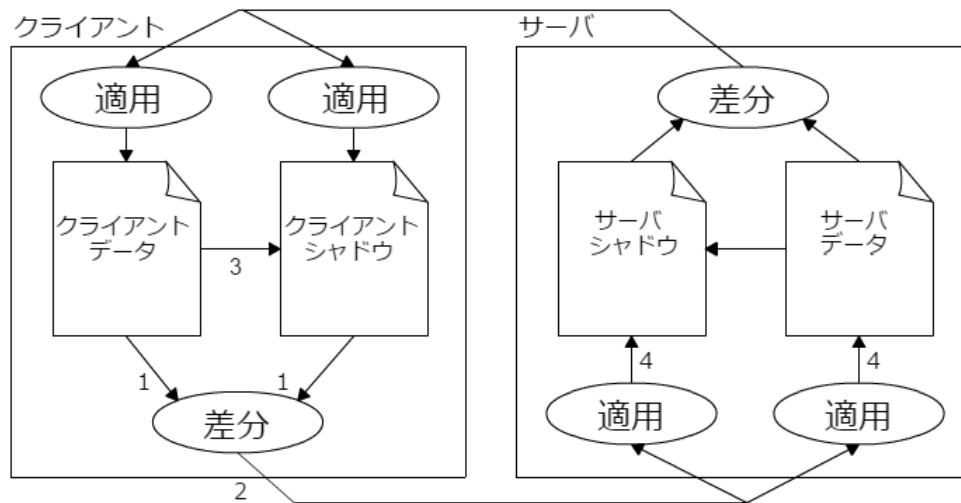 クライアント
サーバ
適用
適用
差分
クライアント
データ
クライアント
シャドウ
サーバ
シャドウ
サーバ
データ
3
1
1
4
4
差分
適用
適用
2